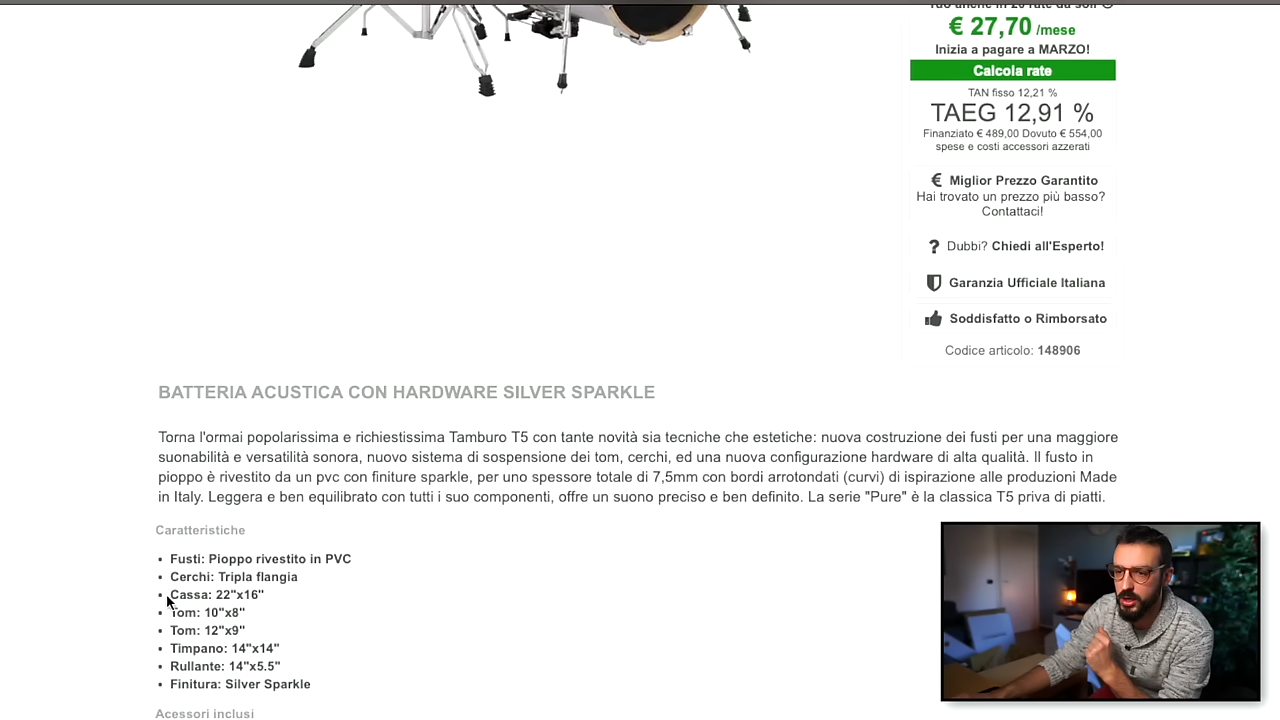 € 27,70 /mese
Inizia a pagare a MARZO!
Calcola rate
TAN fisso 12,21 %
TAEG 12,91 %
Finanziato € 489,00 Dovuto € 554,00
spese e costi accessori azzerati
€ Miglior Prezzo Garantito
Hai trovato un prezzo più basso?
Contattaci!
? Dubbi? Chiedi all'Esperto!
Garanzia Ufficiale Italiana
Soddisfatto o Rimborsato
Codice articolo: 148906
BATTERIA ACUSTICA CON HARDWARE SILVER SPARKLE
Torna l'ormai popolarissima e richiestissima Tamburo T5 con tante novità sia tecniche che estetiche: nuova costruzione dei fusti per una maggiore
suonabilità e versatilità sonora, nuovo sistema di sospensione dei tom, cerchi, ed una nuova configurazione hardware di alta qualità. Il fusto in
pioppo è rivestito da un pvc con finiture sparkle, per uno spessore totale di 7,5mm con bordi arrotondati (curvi) di ispirazione alle produzioni Made
in Italy. Leggera e ben equilibrato con tutti i suo componenti, offre un suono preciso e ben definito. La serie "Pure" è la classica T5 priva di piatti.
Caratteristiche
▪ Fusti: Pioppo rivestito in PVC
▪ Cerchi: Tripla flangia
▪ Cassa: 22"x16"
▪ Tom: 10"x8"
▪ Tom: 12"x9"
▪ Timpano: 14"x14"
▪ Rullante: 14"x5.5"
▪ Finitura: Silver Sparkle
Acessori inclusi